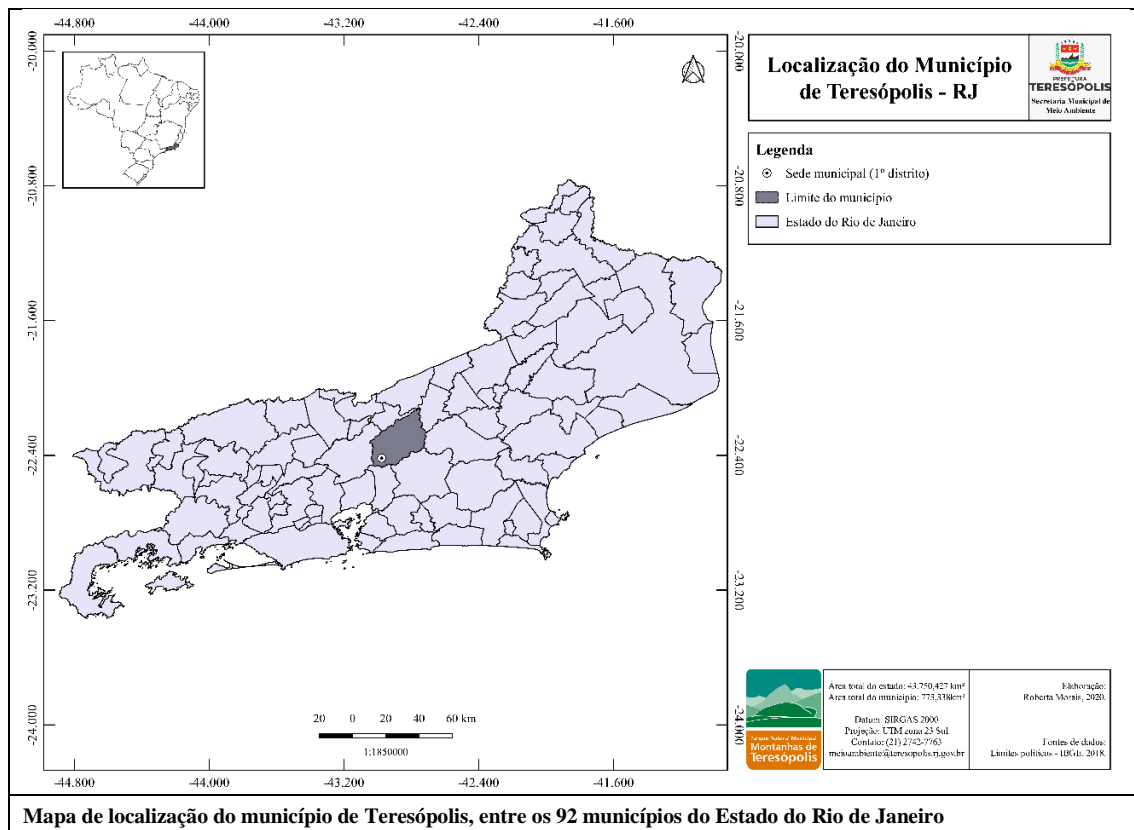 -44.800 -44.000 -43.200 -42.400 -41.600
-20.000 -20.000
-20.800 -20.800
-21.600 -21.600
-22.400 -22.400
-23.200 -23.200
-24.000 -24.000
Localização do Município
de Teresópolis - RJ
PREFEITURA
TERESÓPOLIS
Secretaria Municipal de
Meio Ambiente
Legenda
Sede municipal (1º distrito)
Limite do município
Estado do Rio de Janeiro
20 0 20 40 60 km
1:1850000
-44.800 -44.000 -43.200 -42.400 -41.600
Parque Natural Municipal
Montanhas de
Teresópolis
Área total do estado: 43.750,427 km²
Área total do município: 773,338km²
Datum: SIRGAS 2000
Projeção: UTM zona 23 Sul
Contato: (21) 2742-7763
meioambiente@teresopolis.rj.gov.br
Elaboração:
Roberta Morais, 2020.
Fontes de dados:
Limites políticos - IBGE, 2018.
Mapa de localização do município de Teresópolis, entre os 92 municípios do Estado do Rio de Janeiro